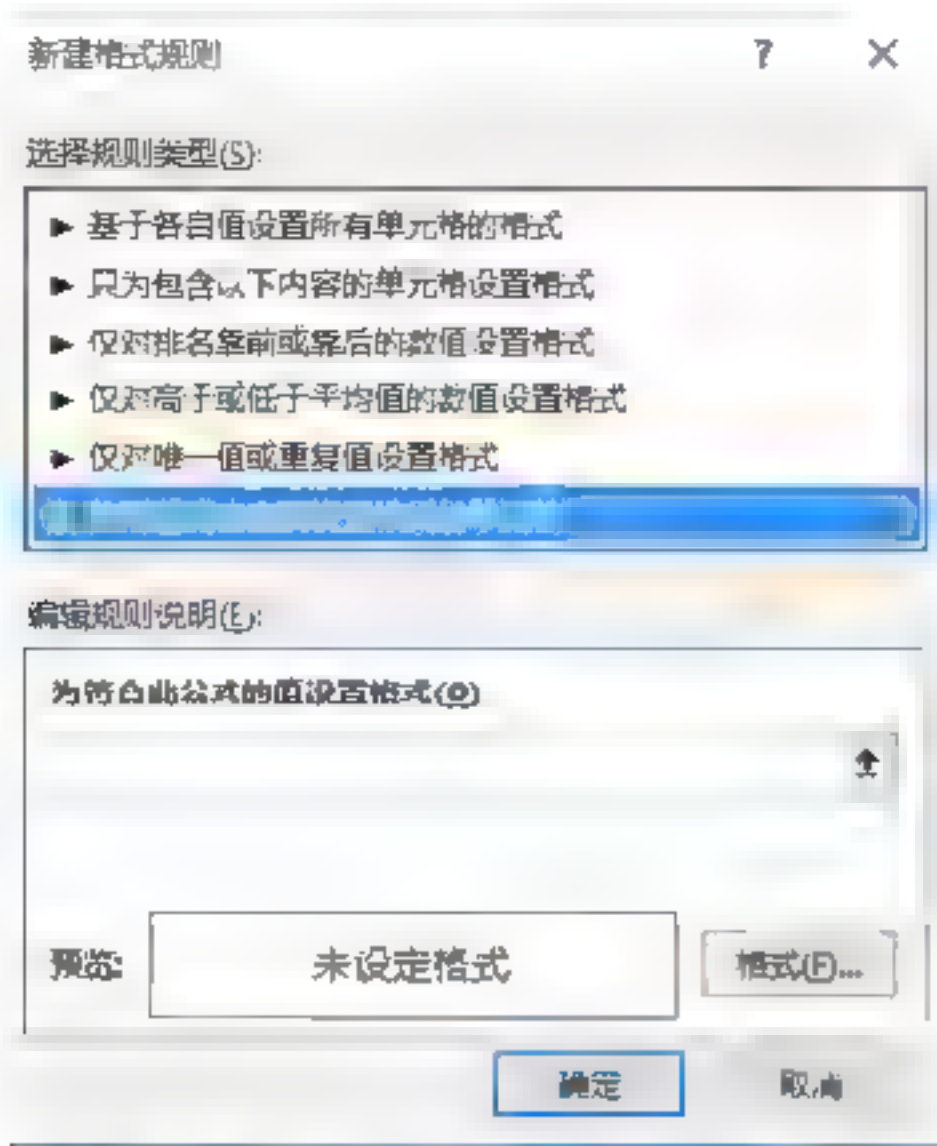 新建格式规则 ? ×
选择规则类型(S):
► 基于各自值设置所有单元格的格式
► 只为包含以下内容的单元格设置格式
► 仅对排名靠前或靠后的数值设置格式
► 仅对高于或低于平均值的数值设置格式
► 仅对唯一值或重复值设置格式
编辑规则说明(E):
为符合此公式的值设置格式(O)
预览: 未设定格式 格式(F)...
确定 取消